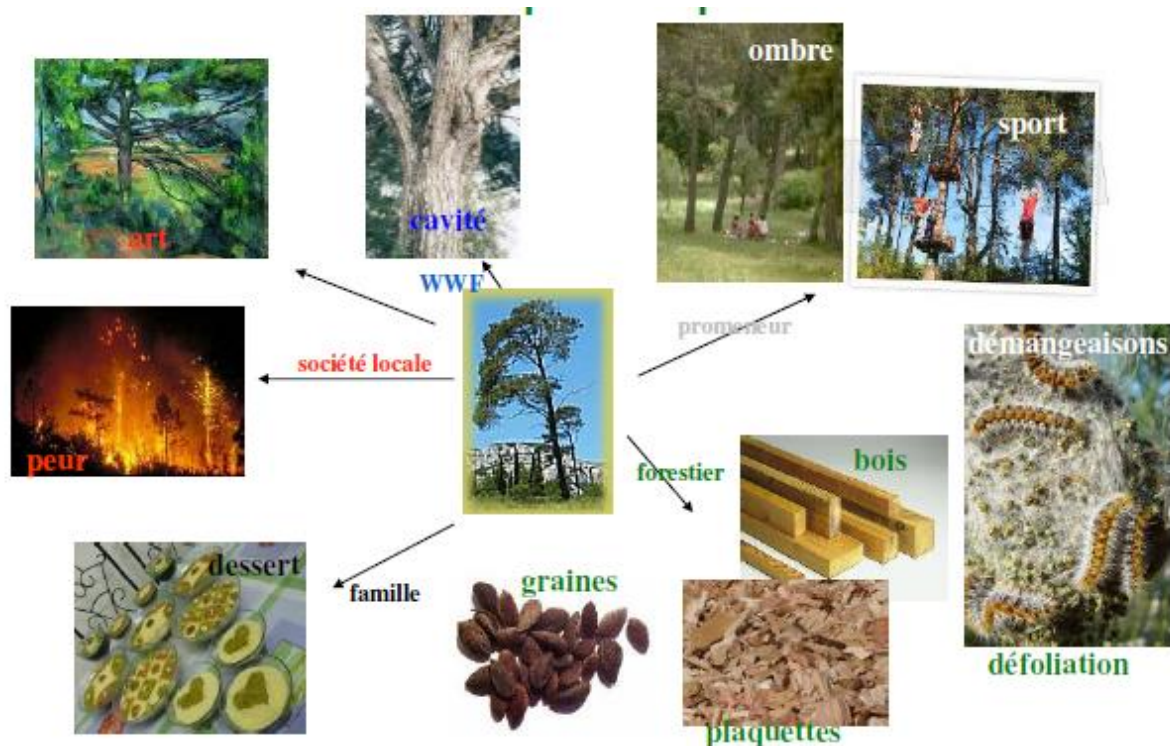 ombre
sport
art
cavité
WWF
promeneur
société locale
démangeaisons
peur
forestier
bois
dessert
famille
graines
défoliation
plaquettes